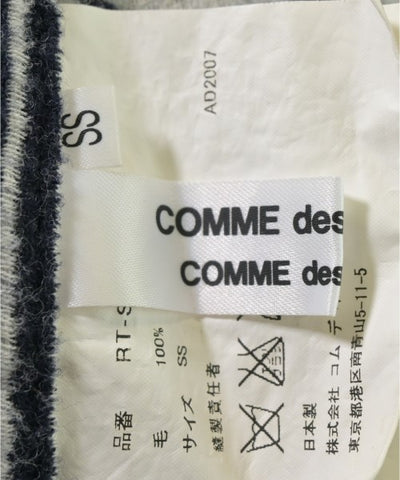 SS
AD2007
COMME des
COMME des
品番 RT-S
毛 100%
サイズ SS
縫製責任者
日本製
株式会社 コム デ
東京都港区南青山5-11-5